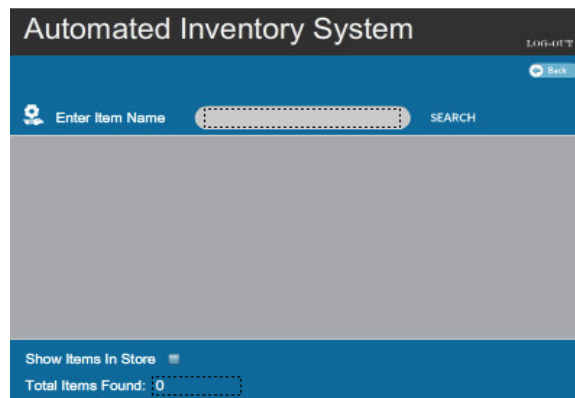 Automated Inventory System
LOG-OUT
Back
Enter Item Name
SEARCH
Show Items In Store
Total Items Found: 0